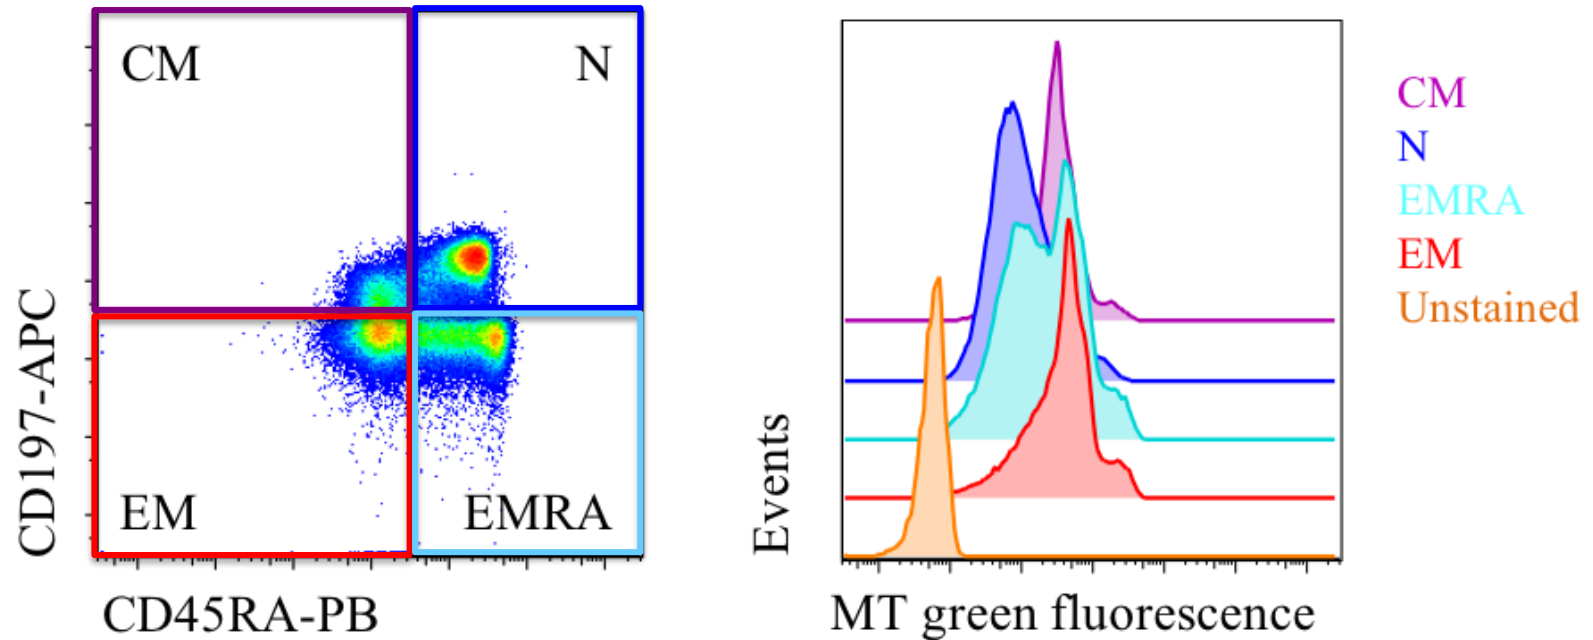 CM
N
EM
EMRA
CD197-APC
CD45RA-PB
Events
MT green fluorescence
CM
N
EMRA
EM
Unstained